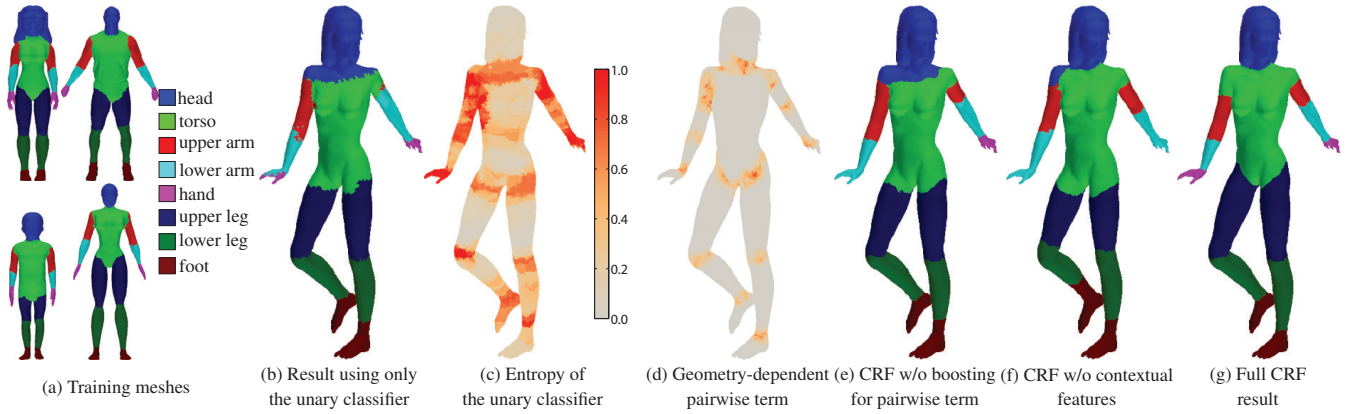 head
torso
upper arm
lower arm
hand
upper leg
lower leg
foot
1.0
0.8
0.6
0.4
0.2
0.0
(a) Training meshes
(b) Result using only
the unary classifier
(c) Entropy of
the unary classifier
(d) Geometry-dependent
pairwise term
(e) CRF w/o boosting
for pairwise term
(f) CRF w/o contextual
features
(g) Full CRF
result